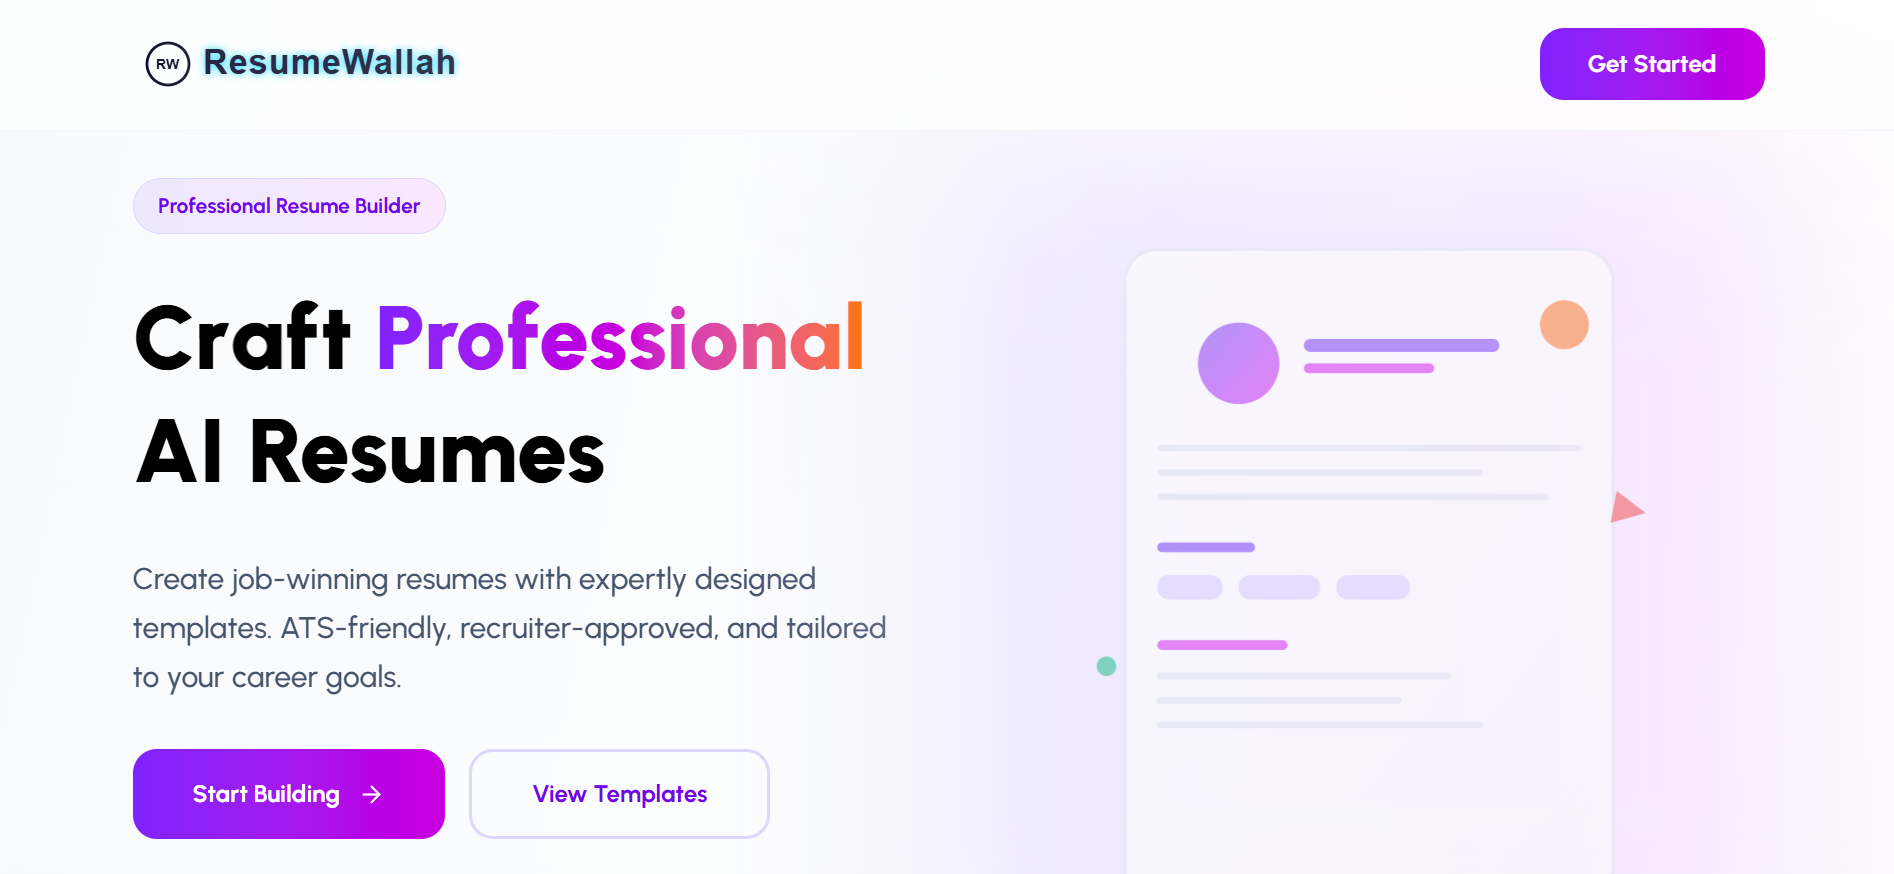 RW ResumeWallah
Get Started
Professional Resume Builder
Craft Professional
AI Resumes
Create job-winning resumes with expertly designed
templates. ATS-friendly, recruiter-approved, and tailored
to your career goals.
Start Building →
View Templates